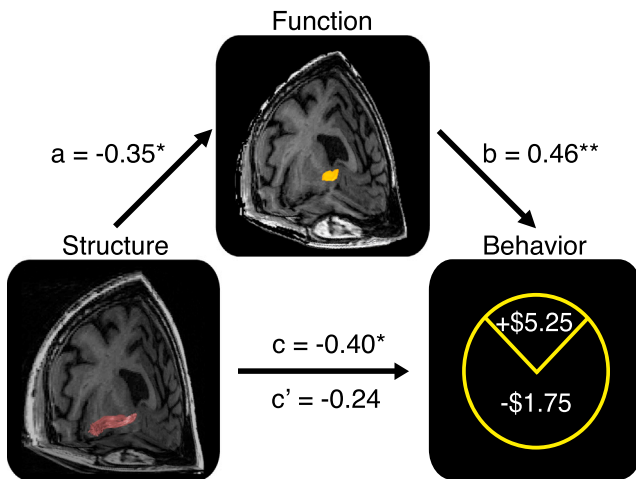 Function
a = -0.35*
b = 0.46**
Structure
Behavior
c = -0.40*
c’ = -0.24
+$5.25
-$1.75